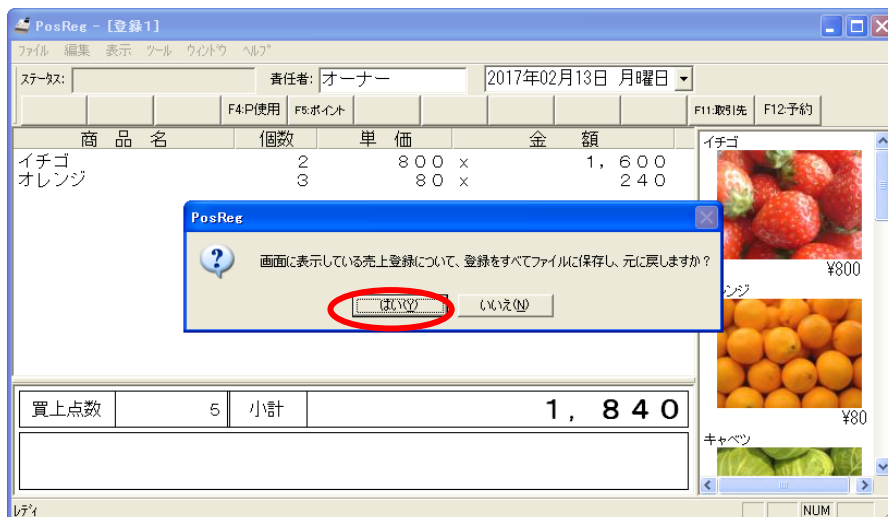 PosReg - [登録1]
ファイル 編集 表示 ツール ウィンドウ ヘルプ
ステータス: 責任者: オーナー 2017年02月13日 月曜日
F4:P使用 F5:ポイント F11:取引先 F12:予約
商 品 名 個数 単 価 金 額
イチゴ 2 800 x 1,600
オレンジ 3 80 x 240
イチゴ
¥800
PosReg
画面に表示している売上登録について、登録をすべてファイルに保存し、元に戻しますか?
はい(Y) いいえ(N)
レンジ
¥80
買上点数 5 小計 1,840
キャベツ
レディ NUM